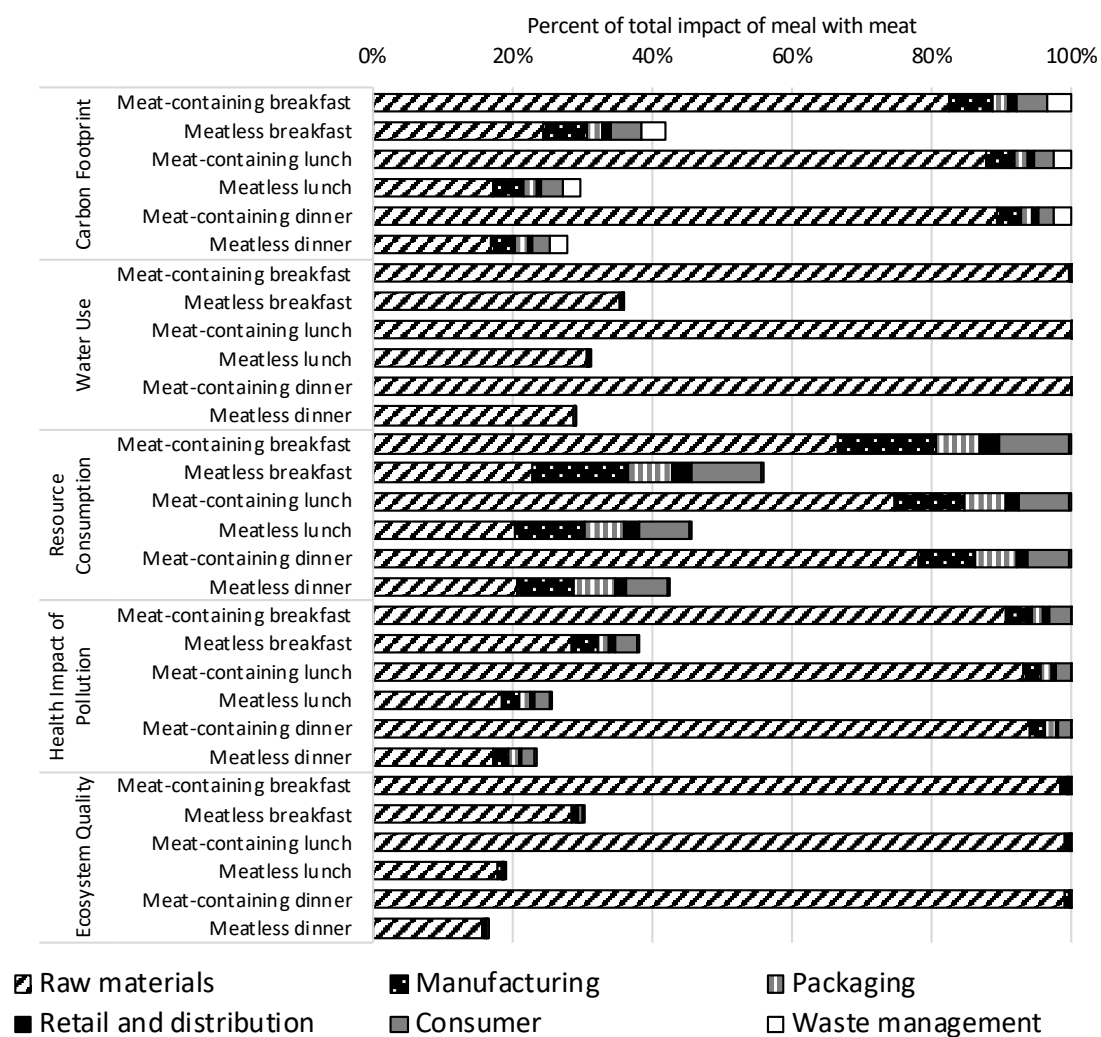 Percent of total impact of meal with meat
0% 20% 40% 60% 80% 100%
Carbon Footprint
Meat-containing breakfast
Meatless breakfast
Meat-containing lunch
Meatless lunch
Meat-containing dinner
Meatless dinner
Water Use
Meat-containing breakfast
Meatless breakfast
Meat-containing lunch
Meatless lunch
Meat-containing dinner
Meatless dinner
Resource
Consumption
Meat-containing breakfast
Meatless breakfast
Meat-containing lunch
Meatless lunch
Meat-containing dinner
Meatless dinner
Health Impact of
Pollution
Meat-containing breakfast
Meatless breakfast
Meat-containing lunch
Meatless lunch
Meat-containing dinner
Meatless dinner
Ecosystem Quality
Meat-containing breakfast
Meatless breakfast
Meat-containing lunch
Meatless lunch
Meat-containing dinner
Meatless dinner
Raw materials Manufacturing Packaging
Retail and distribution Consumer Waste management